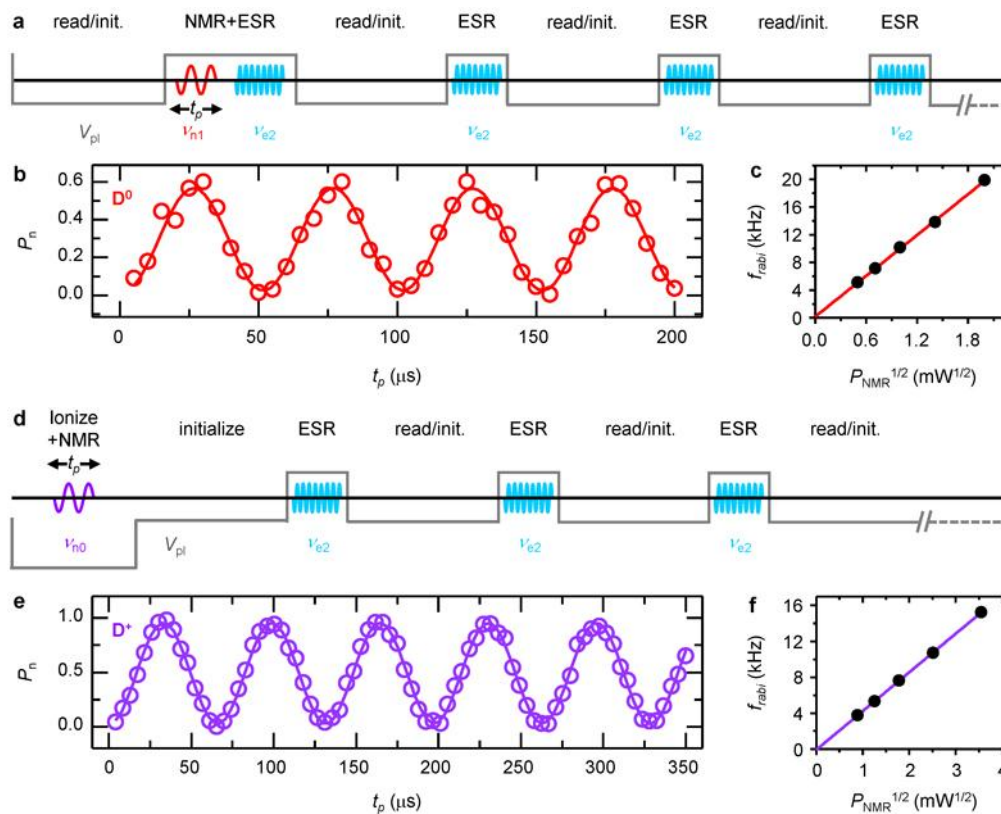 a read/init. NMR+ESR read/init. ESR read/init. ESR read/init. ESR
t_p
V_pl ν_n1 ν_e2 ν_e2 ν_e2 ν_e2
b
D⁰
P_n
0.6
0.4
0.2
0.0
0 50 100 150 200
t_p (μs)
c
f_rabi (kHz)
20
16
12
8
4
0
0.0 0.6 1.2 1.8
P_NMR^1/2 (mW^1/2)
d Ionize
+NMR initialize ESR read/init. ESR read/init. ESR read/init.
t_p
ν_n0 V_pl ν_e2 ν_e2 ν_e2
e
D⁺
P_n
1.0
0.5
0.0
0 50 100 150 200 250 300 350
t_p (μs)
f
f_rabi (kHz)
16
12
8
4
0
0 1 2 3 4
P_NMR^1/2 (mW^1/2)